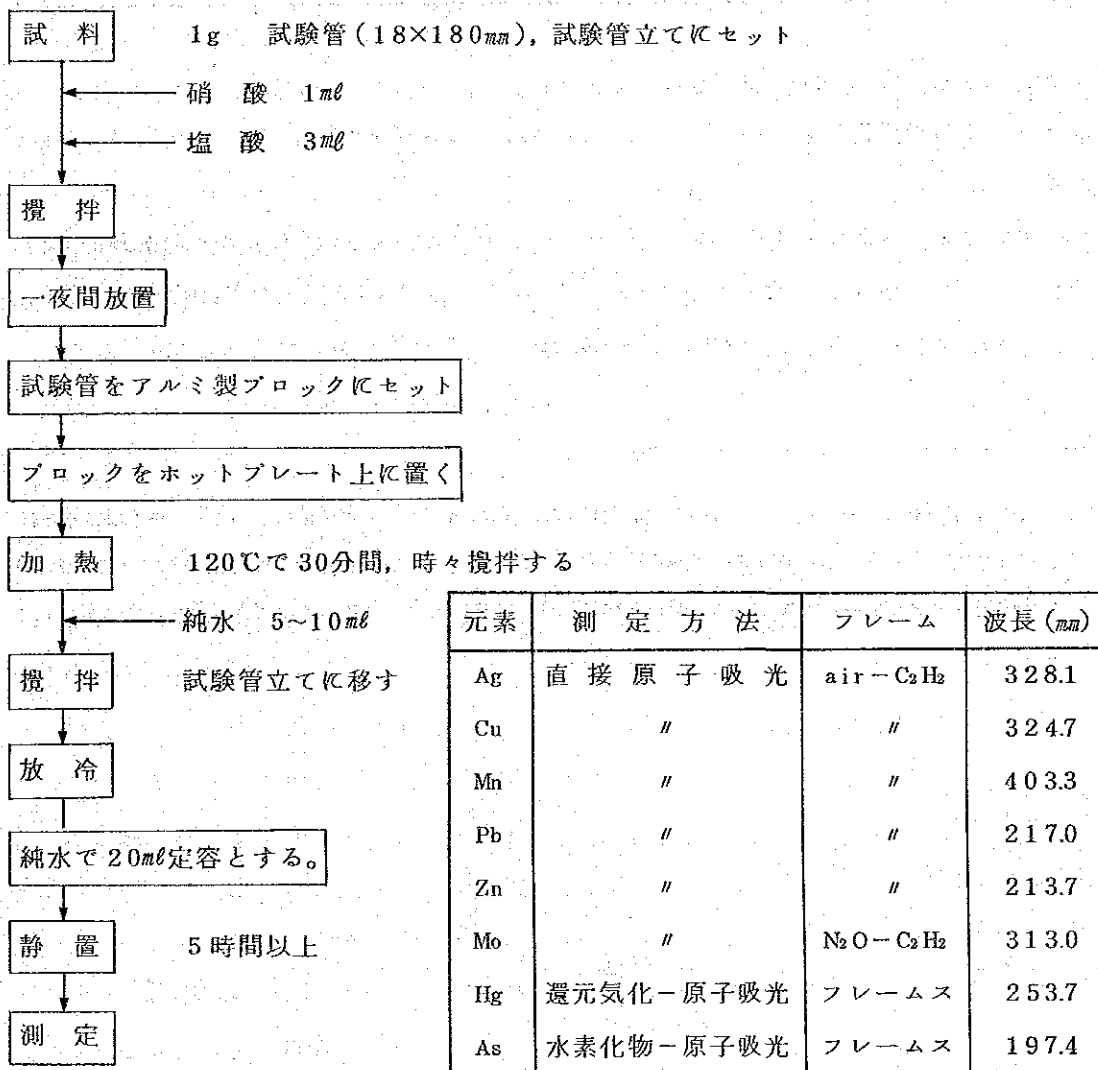 試料 1g 試験管(18×180㎜), 試験管立てにセット
硝酸 1㎖
塩酸 3㎖
攪拌
一夜間放置
試験管をアルミ製ブロックにセット
ブロックをホットプレート上に置く
加熱 120℃で30分間, 時々攪拌する
純水 5~10㎖
攪拌 試験管立てに移す
放冷
純水で20㎖定容とする。
静置 5時間以上
測定
元素 測定方法 フレーム 波長(㎜)
Ag 直接原子吸光 air-C₂H₂ 328.1
Cu 〃 〃 324.7
Mn 〃 〃 403.3
Pb 〃 〃 217.0
Zn 〃 〃 213.7
Mo 〃 N₂O-C₂H₂ 313.0
Hg 還元気化-原子吸光 フレームス 253.7
As 水素化物-原子吸光 フレームス 197.4